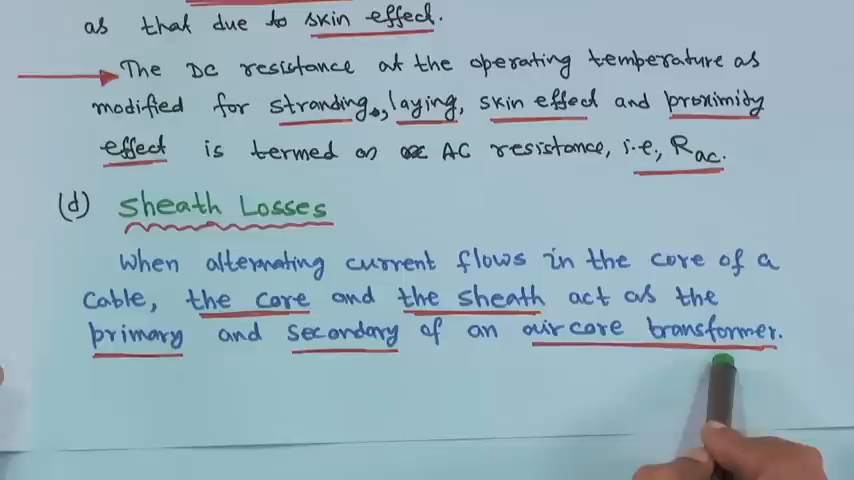 as that due to skin effect.
The DC resistance at the operating temperature as
modified for stranding, laying, skin effect and proximity
effect is termed as AC resistance, i.e., Rac.
(d) Sheath Losses
When alternating current flows in the core of a
cable, the core and the sheath act as the
primary and secondary of an air core transformer.